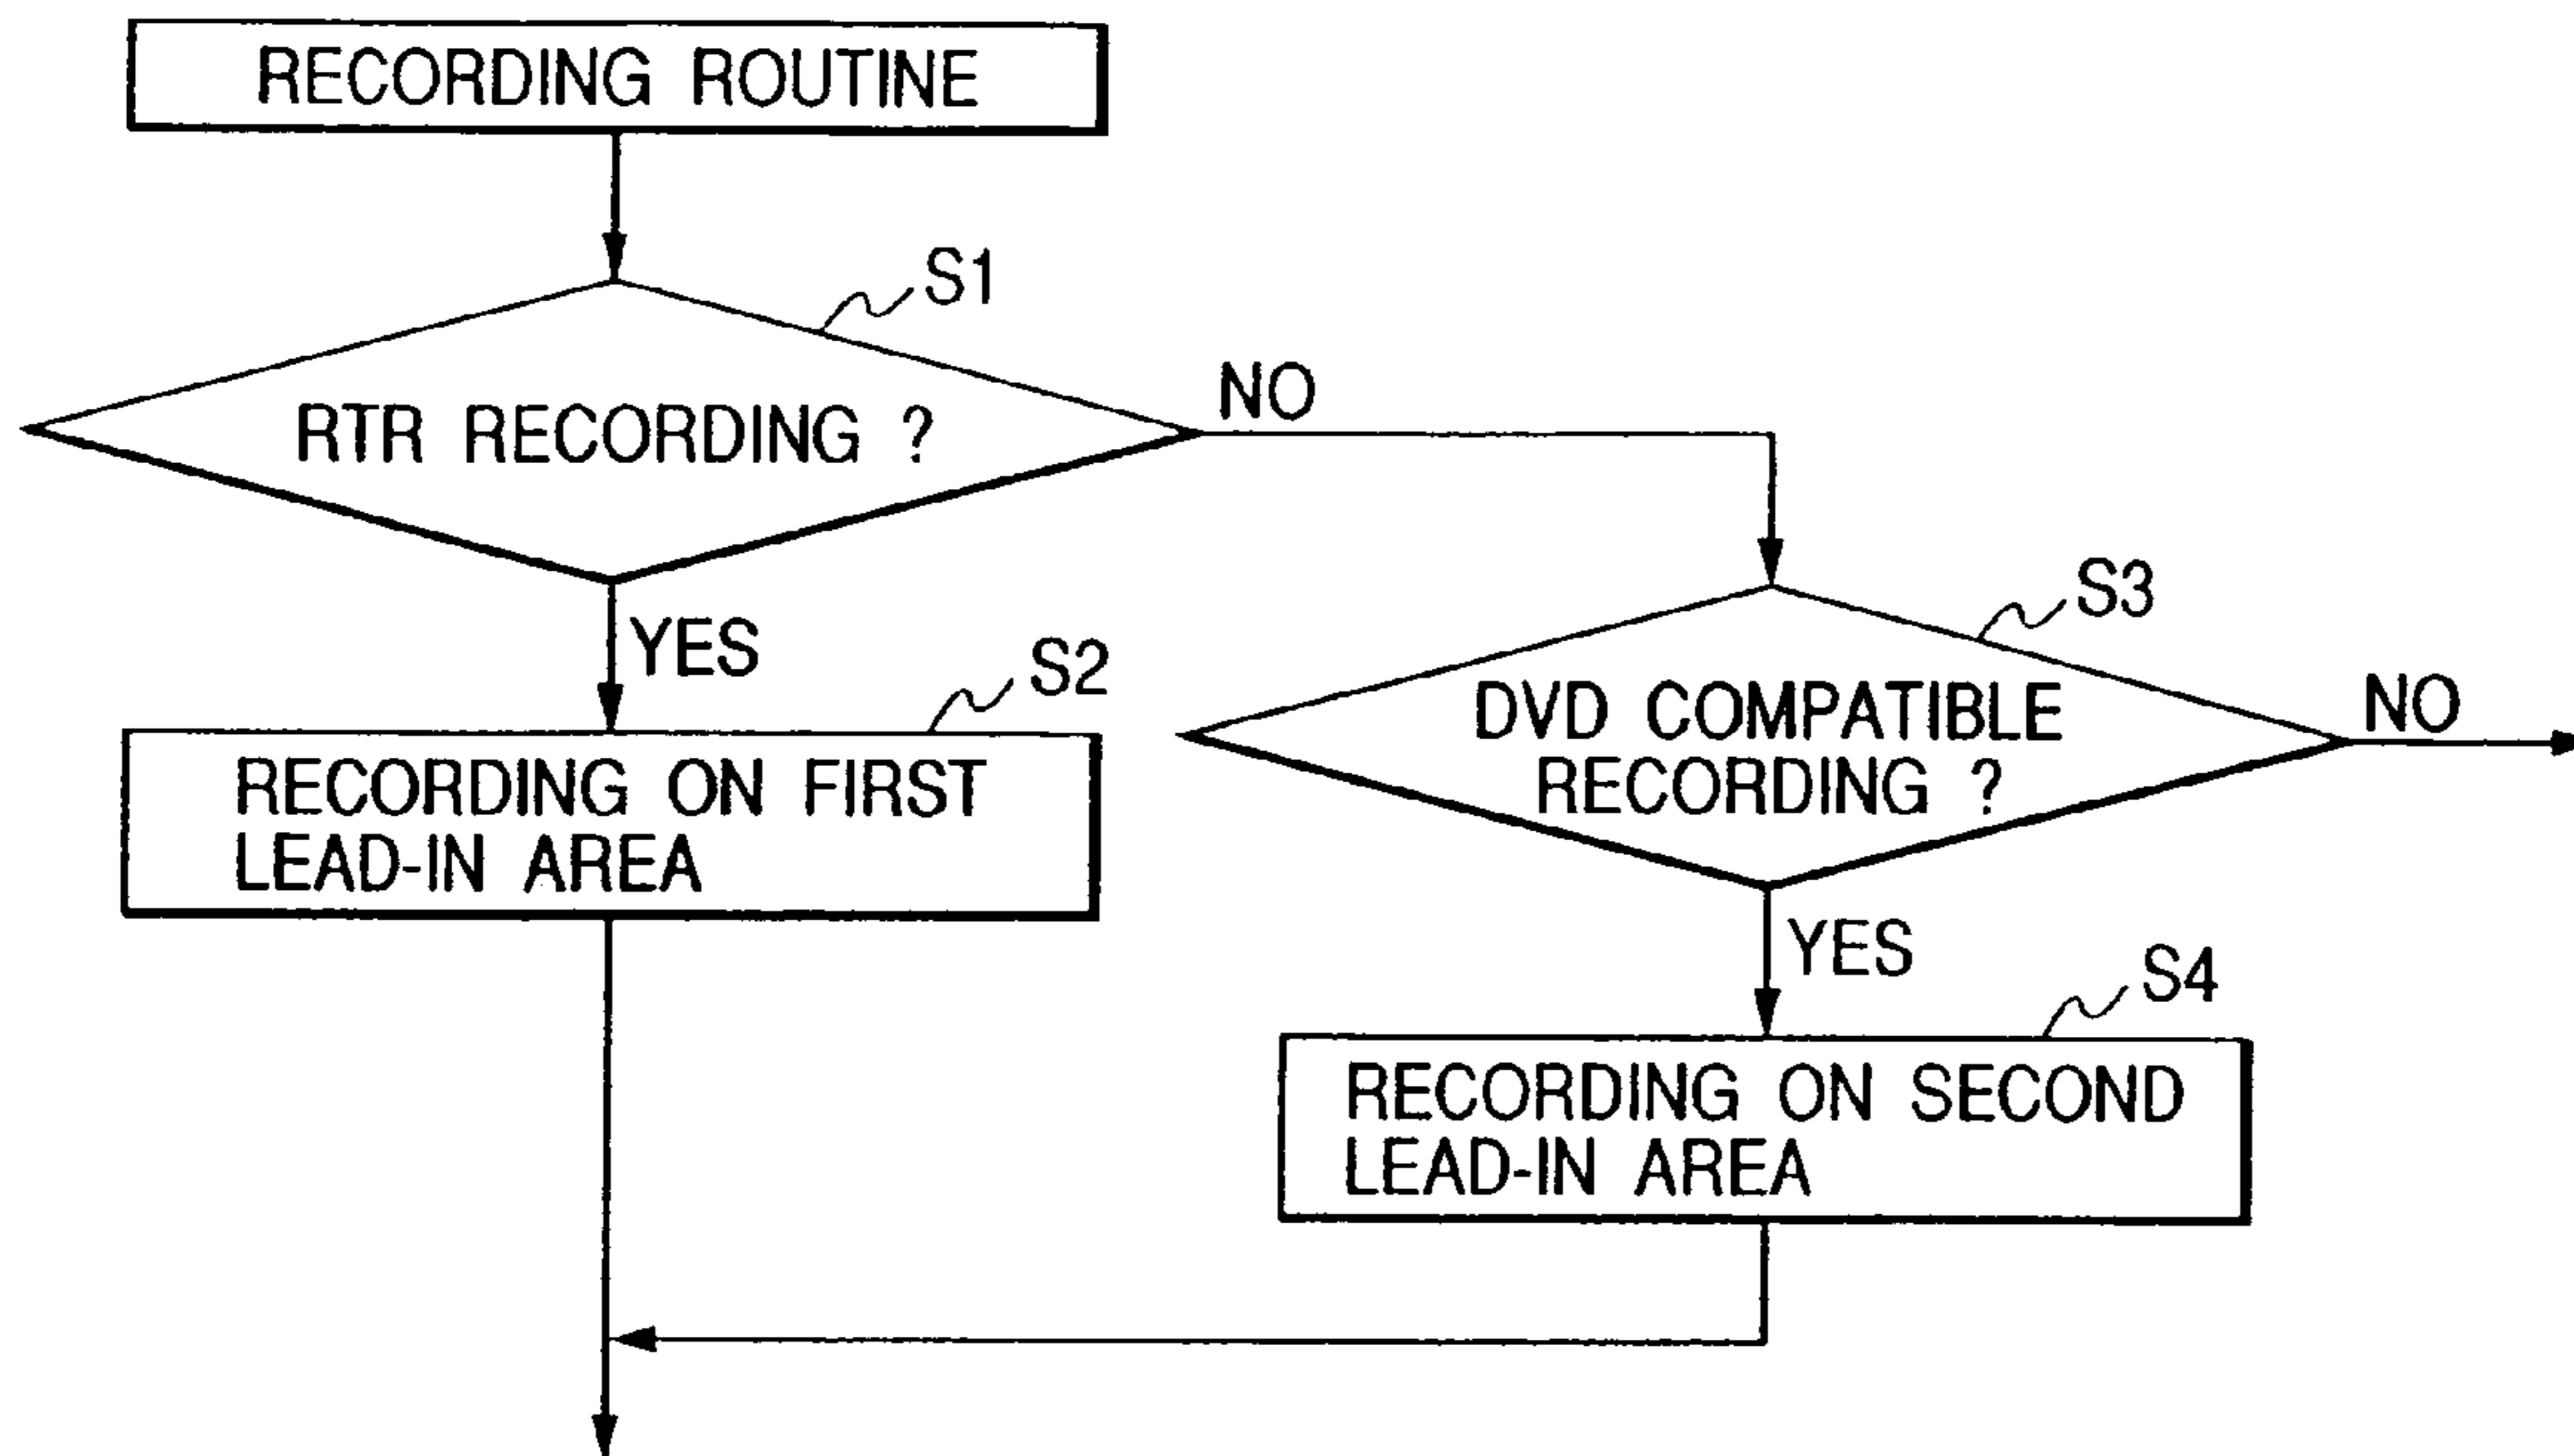 RECORDING ROUTINE
S1
RTR RECORDING ?
NO
YES
S2
RECORDING ON FIRST
LEAD-IN AREA
S3
DVD COMPATIBLE
RECORDING ?
NO
YES
S4
RECORDING ON SECOND
LEAD-IN AREA